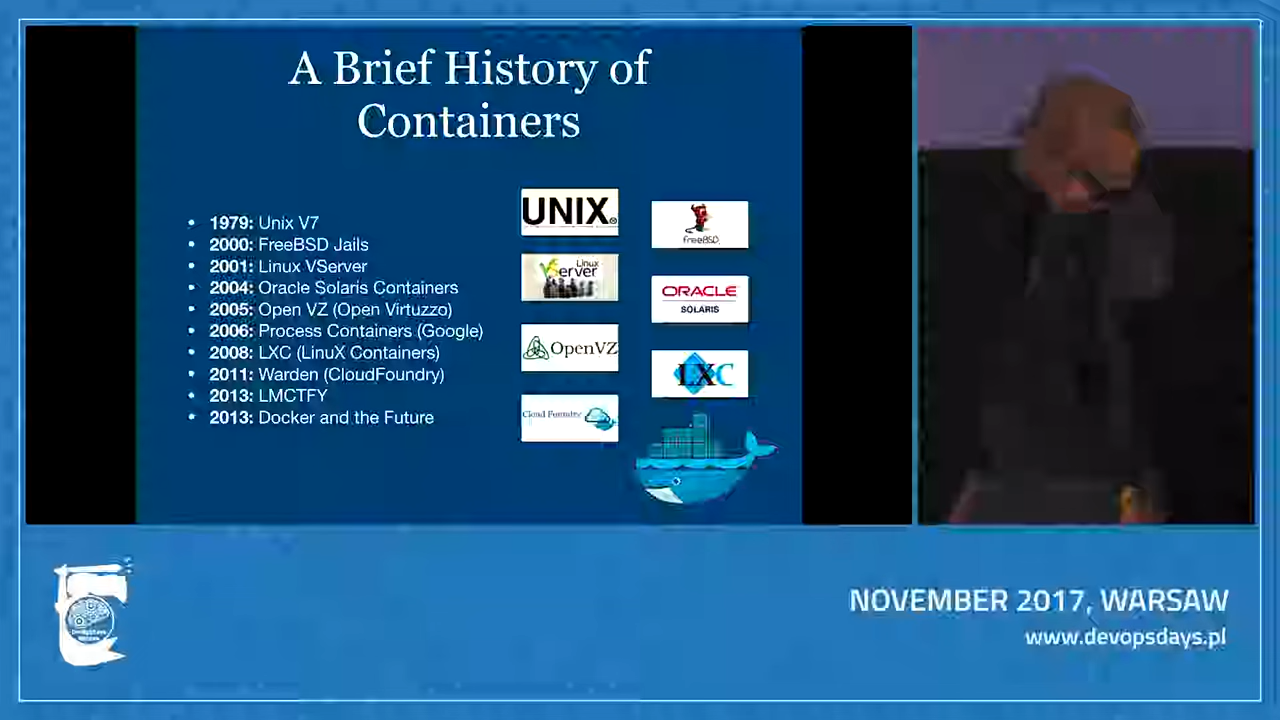 A Brief History of
Containers
1979: Unix V7
2000: FreeBSD Jails
2001: Linux VServer
2004: Oracle Solaris Containers
2005: Open VZ (Open Virtuzzo)
2006: Process Containers (Google)
2008: LXC (LinuX Containers)
2011: Warden (CloudFoundry)
2013: LMCTFY
2013: Docker and the Future
UNIX®
FreeBSD
Linux
VServer
ORACLE
SOLARIS
OpenVZ
LXC
Cloud Foundry
NOVEMBER 2017, WARSAW
www.devopsdays.pl